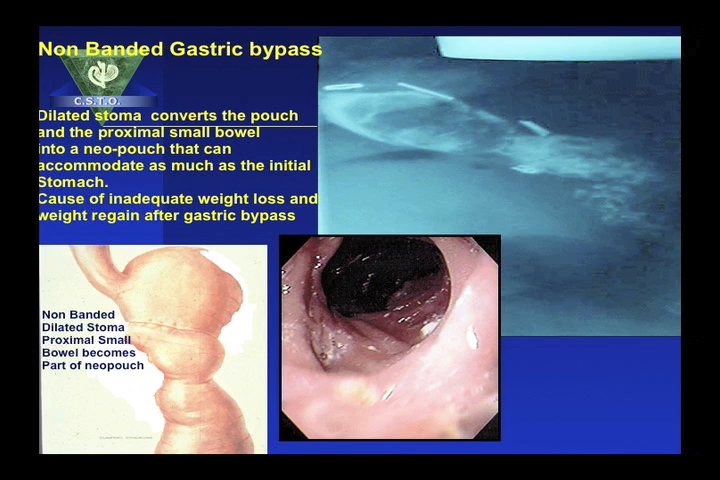 Non Banded Gastric bypass
C.S.T.O.
Dilated stoma converts the pouch
and the proximal small bowel
into a neo-pouch that can
accommodate as much as the initial
Stomach.
Cause of inadequate weight loss and
weight regain after gastric bypass
Non Banded
Dilated Stoma
Proximal Small
Bowel becomes
Part of neopouch